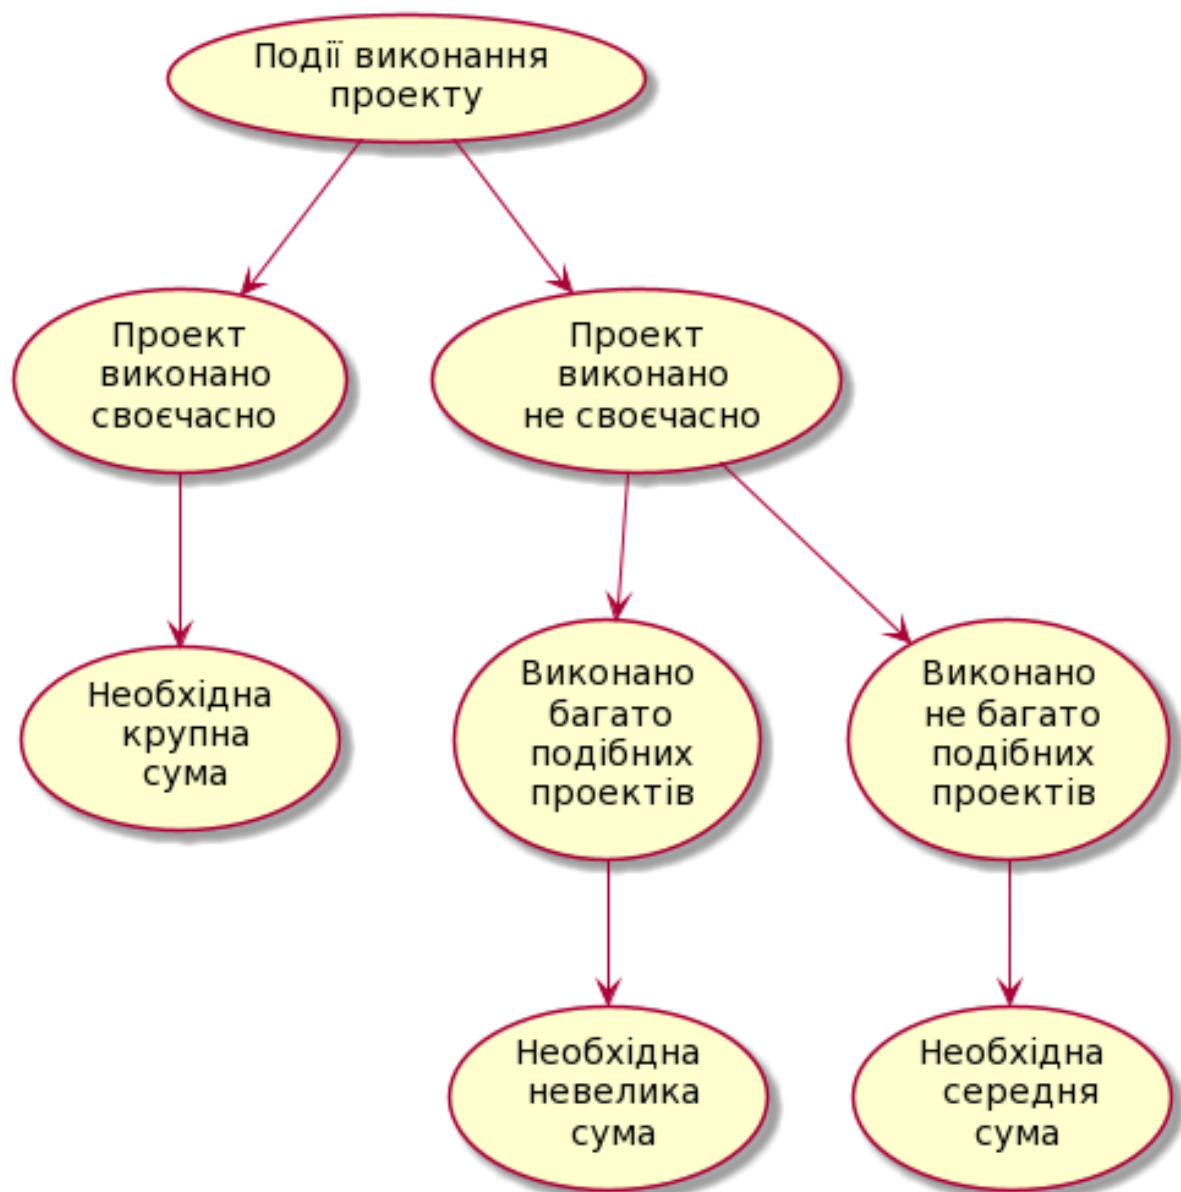 Події виконання
проекту
Проект
виконано
своєчасно
Проект
виконано
не своєчасно
Необхідна
крупна
сума
Виконано
багато
подібних
проектів
Виконано
не багато
подібних
проектів
Необхідна
невелика
сума
Необхідна
середня
сума